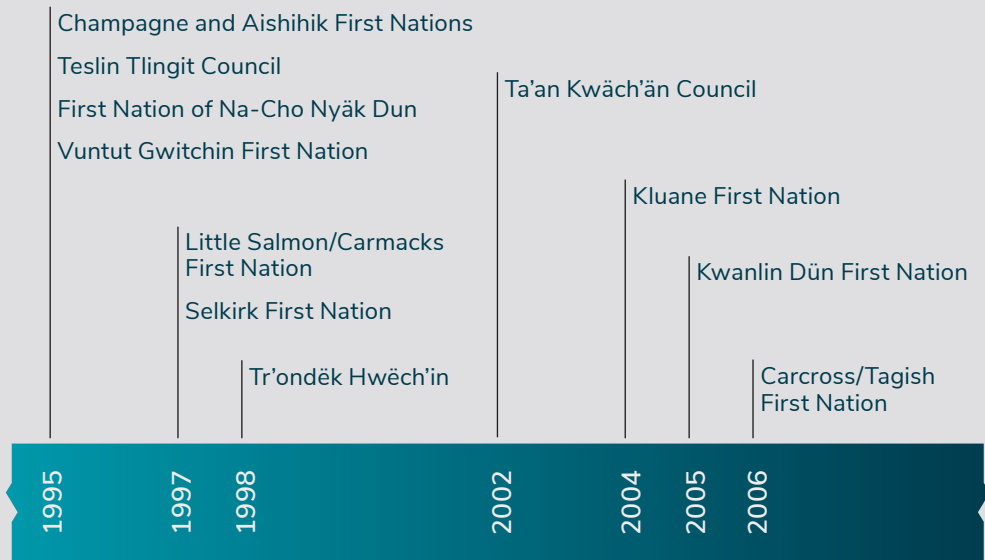 Champagne and Aishihik First Nations
Teslin Tlingit Council
First Nation of Na-Cho Nyäk Dun
Vuntut Gwitchin First Nation
Little Salmon/Carmacks
First Nation
Selkirk First Nation
Tr’ondëk Hwëch’in
Ta’an Kwäch’än Council
Kluane First Nation
Kwanlin Dün First Nation
Carcross/Tagish
First Nation
1995
1997
1998
2002
2004
2005
2006